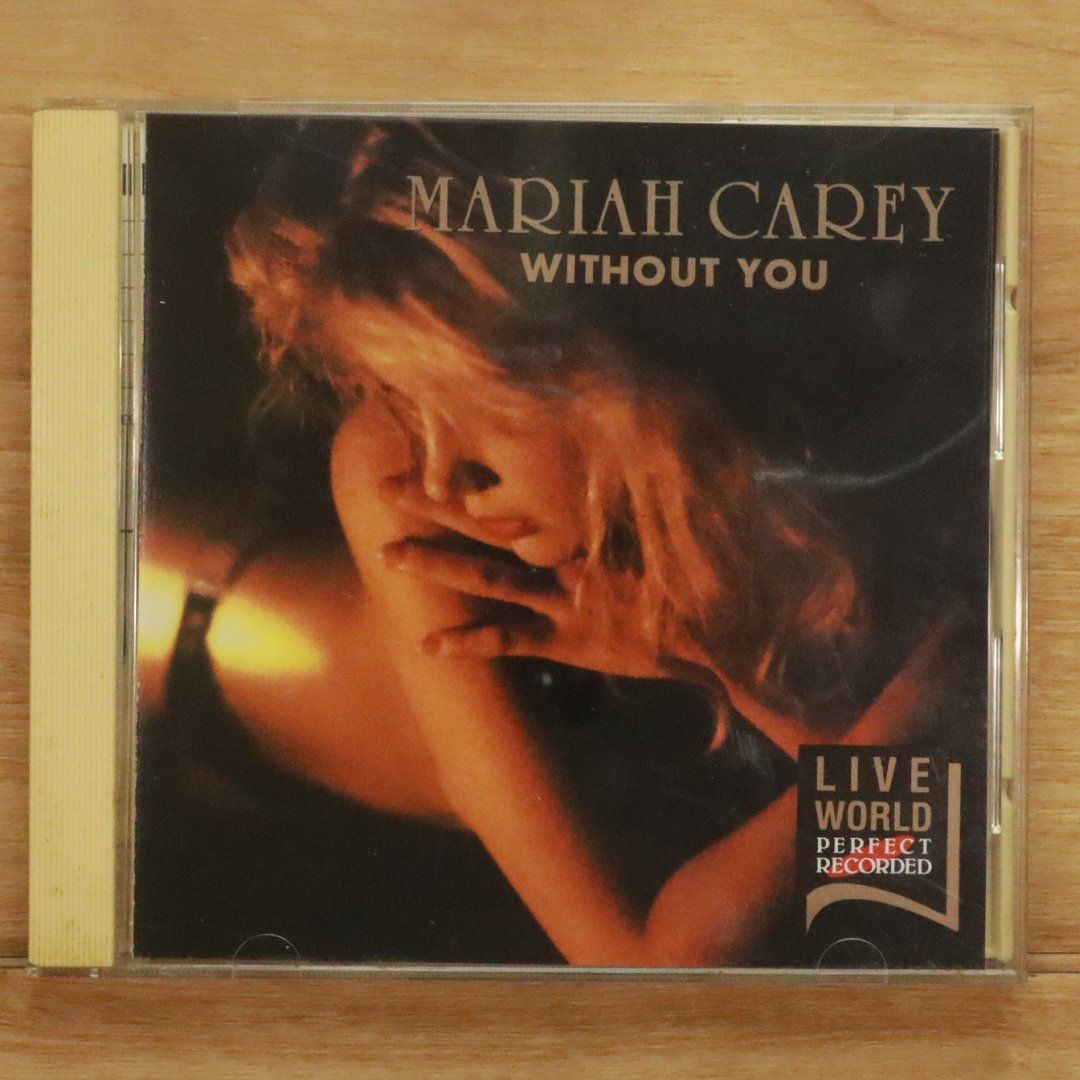 MARIAH CAREY
WITHOUT YOU
LIVE
WORLD
PERFECT
RECORDED